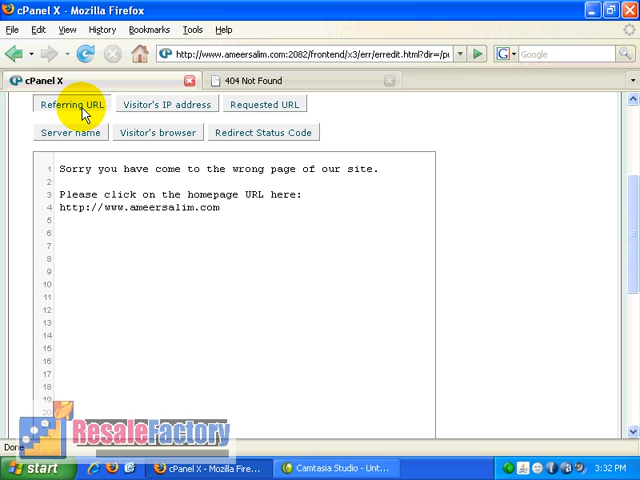 cPanel X - Mozilla Firefox
File Edit View History Bookmarks Tools Help
http://www.ameersalim.com:2082/frontend/x3/err/erredit.html?dir=/pu
Google
cPanel X
404 Not Found
Referring URL Visitor's IP address Requested URL
Server name Visitor's browser Redirect Status Code
1 Sorry you have come to the wrong page of our site.
2
3 Please click on the homepage URL here:
4 http://www.ameersalim.com
5
6
7
8
9
10
11
12
13
14
15
16
17
18
19
20
ResaleFactory
Done
start
cPanel X - Mozilla Fi...
Camtasia Studio - Unt...
3:32 PM